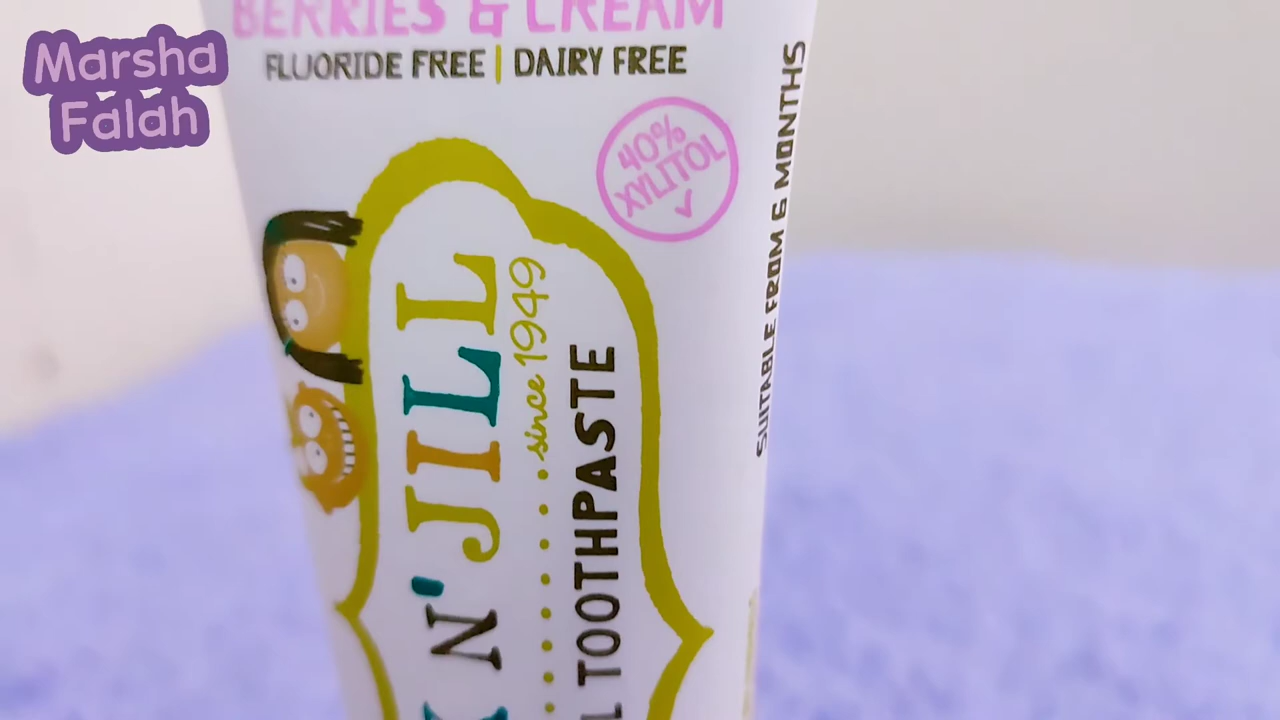 Marsha
Falah
BERRIES & CREAM
FLUORIDE FREE | DAIRY FREE
40%
XYLITOL
SUITABLE FROM 6 MONTHS
N' JILL
since 1949
TOOTHPASTE